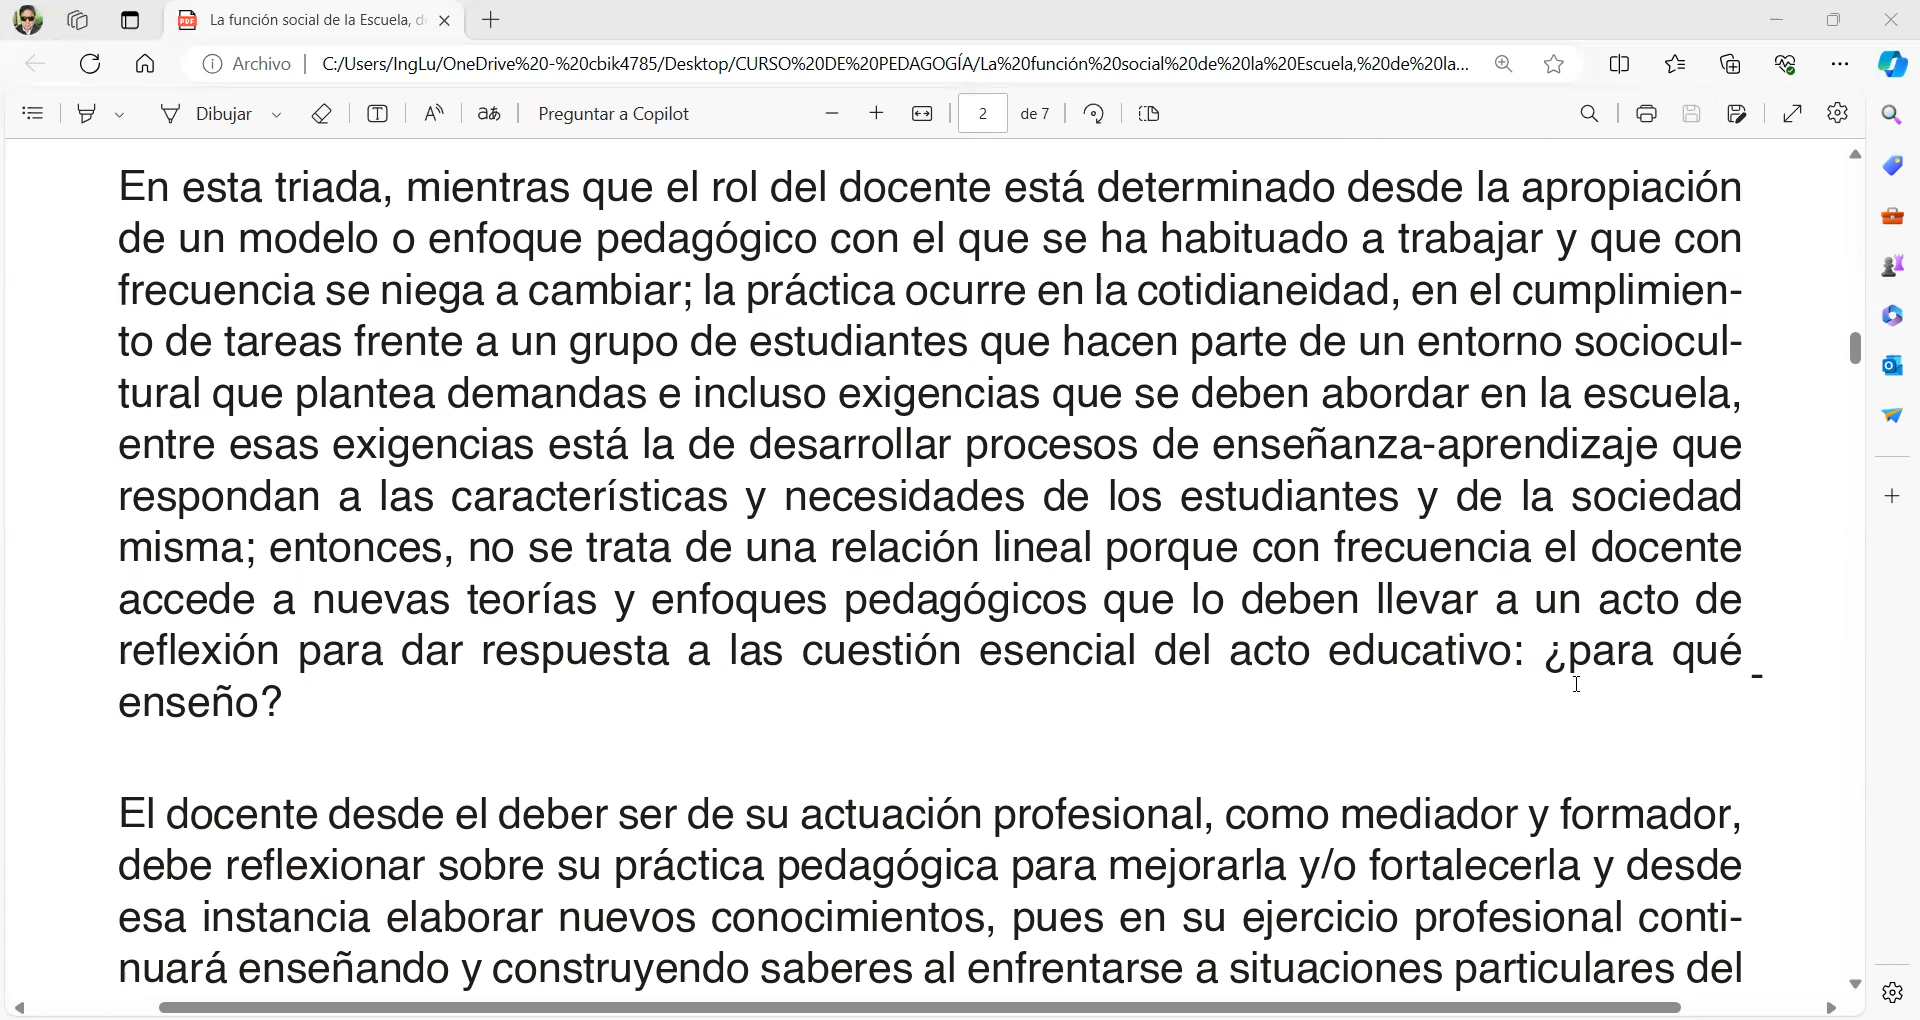 La función social de la Escuela, d
Archivo
C:/Users/IngLu/OneDrive%20-%20cbik4785/Desktop/CURSO%20DE%20PEDAGOGÍA/La%20función%20social%20de%20la%20Escuela,%20de%20la...
Dibujar
Preguntar a Copilot
2 de 7
En esta triada, mientras que el rol del docente está determinado desde la apropiación
de un modelo o enfoque pedagógico con el que se ha habituado a trabajar y que con
frecuencia se niega a cambiar; la práctica ocurre en la cotidianeidad, en el cumplimien-
to de tareas frente a un grupo de estudiantes que hacen parte de un entorno sociocul-
tural que plantea demandas e incluso exigencias que se deben abordar en la escuela,
entre esas exigencias está la de desarrollar procesos de enseñanza-aprendizaje que
respondan a las características y necesidades de los estudiantes y de la sociedad
misma; entonces, no se trata de una relación lineal porque con frecuencia el docente
accede a nuevas teorías y enfoques pedagógicos que lo deben llevar a un acto de
reflexión para dar respuesta a las cuestión esencial del acto educativo: ¿para qué
enseño?
El docente desde el deber ser de su actuación profesional, como mediador y formador,
debe reflexionar sobre su práctica pedagógica para mejorarla y/o fortalecerla y desde
esa instancia elaborar nuevos conocimientos, pues en su ejercicio profesional conti-
nuará enseñando y construyendo saberes al enfrentarse a situaciones particulares del